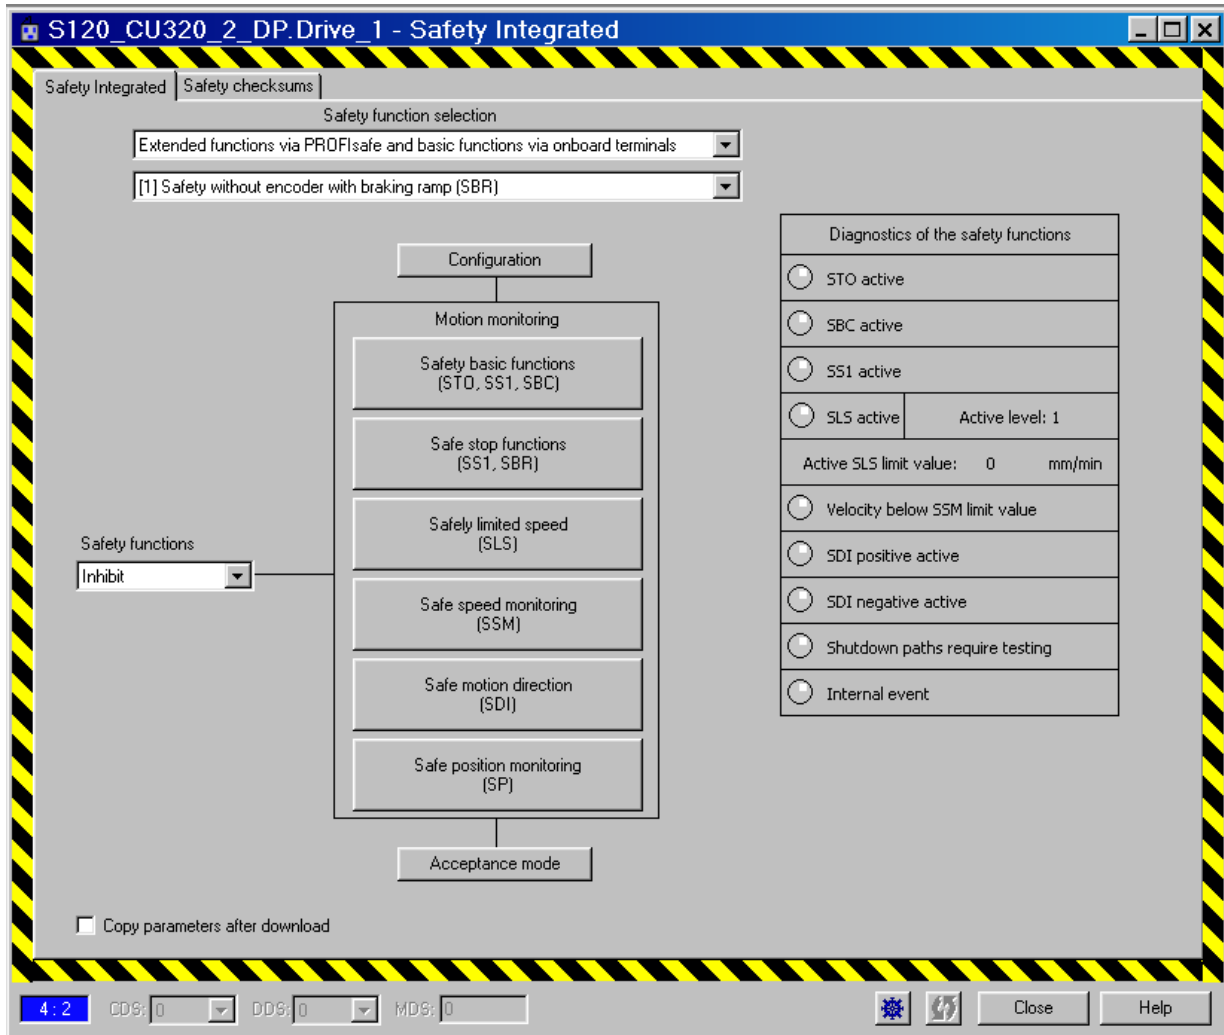 S120_CU320_2_DP.Drive_1 - Safety Integrated
Safety Integrated
Safety checksums
Safety function selection
Extended functions via PROFIsafe and basic functions via onboard terminals
[1] Safety without encoder with braking ramp (SBR)
Configuration
Motion monitoring
Safety basic functions
(STO, SS1, SBC)
Safe stop functions
(SS1, SBR)
Safely limited speed
(SLS)
Safety functions
Inhibit
Safe speed monitoring
(SSM)
Safe motion direction
(SDI)
Safe position monitoring
(SP)
Acceptance mode
Diagnostics of the safety functions
STO active
SBC active
SS1 active
SLS active
Active level: 1
Active SLS limit value: 0 mm/min
Velocity below SSM limit value
SDI positive active
SDI negative active
Shutdown paths require testing
Internal event
Copy parameters after download
4 : 2
CDS: 0
DDS: 0
MDS: 0
Close
Help